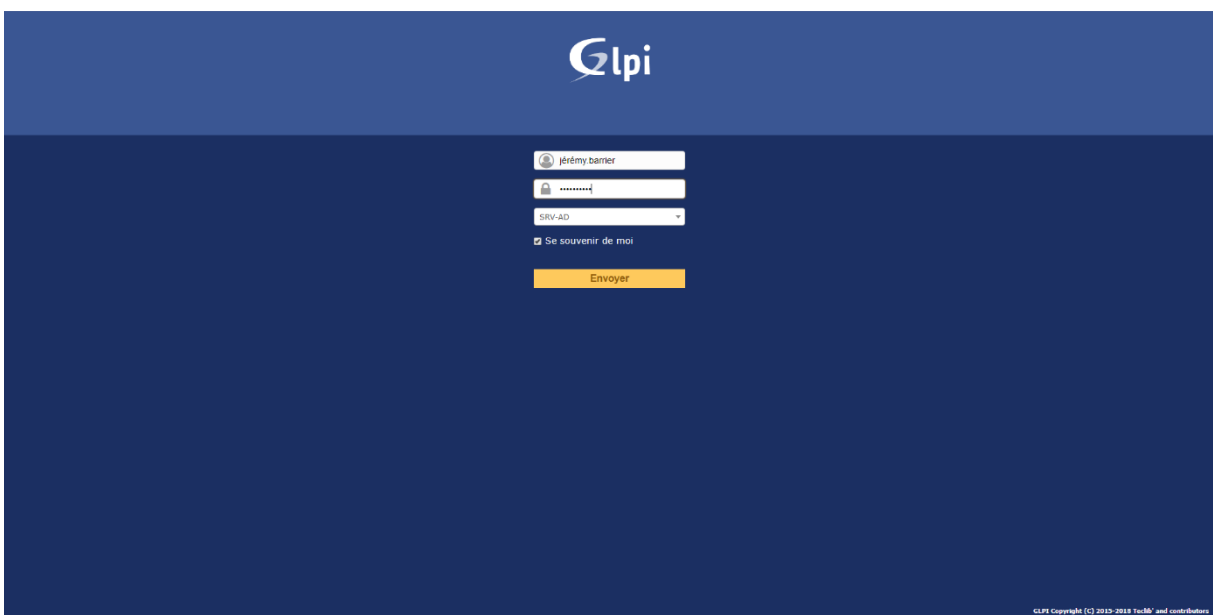 Glpi
jérémy.barrier
••••••••••
SRV-AD
Se souvenir de moi
Envoyer
GLPI Copyright (C) 2015-2018 Teclib' and contributors